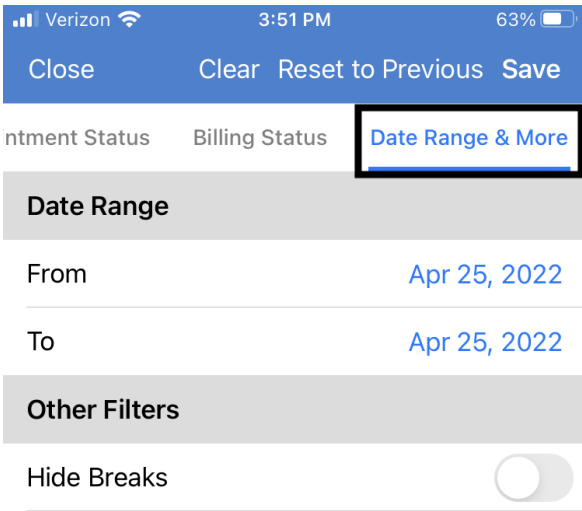 Verizon 3:51 PM 63%
Close Clear Reset to Previous Save
ntment Status Billing Status Date Range & More
Date Range
From Apr 25, 2022
To Apr 25, 2022
Other Filters
Hide Breaks